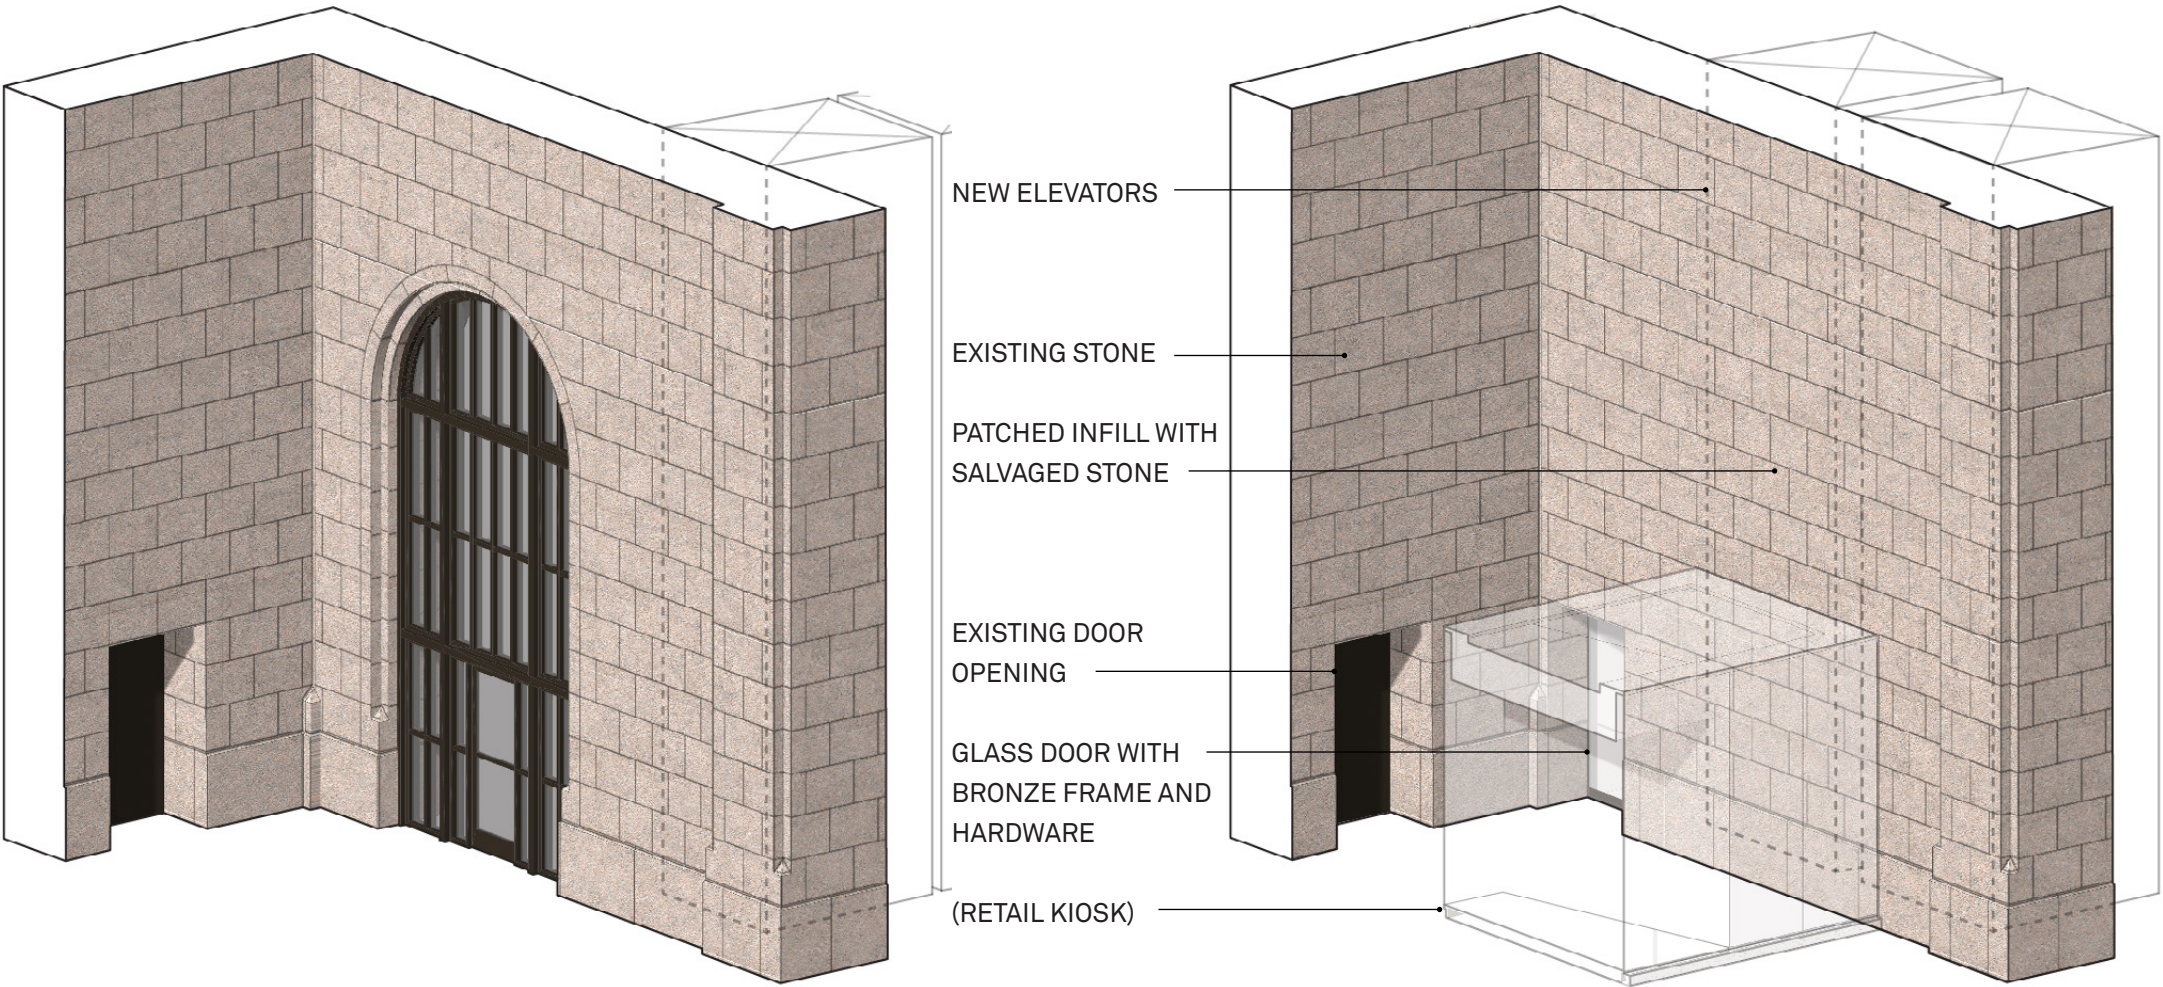 NEW ELEVATORS
EXISTING STONE
PATCHED INFILL WITH
SALVAGED STONE
EXISTING DOOR
OPENING
GLASS DOOR WITH
BRONZE FRAME AND
HARDWARE
(RETAIL KIOSK)